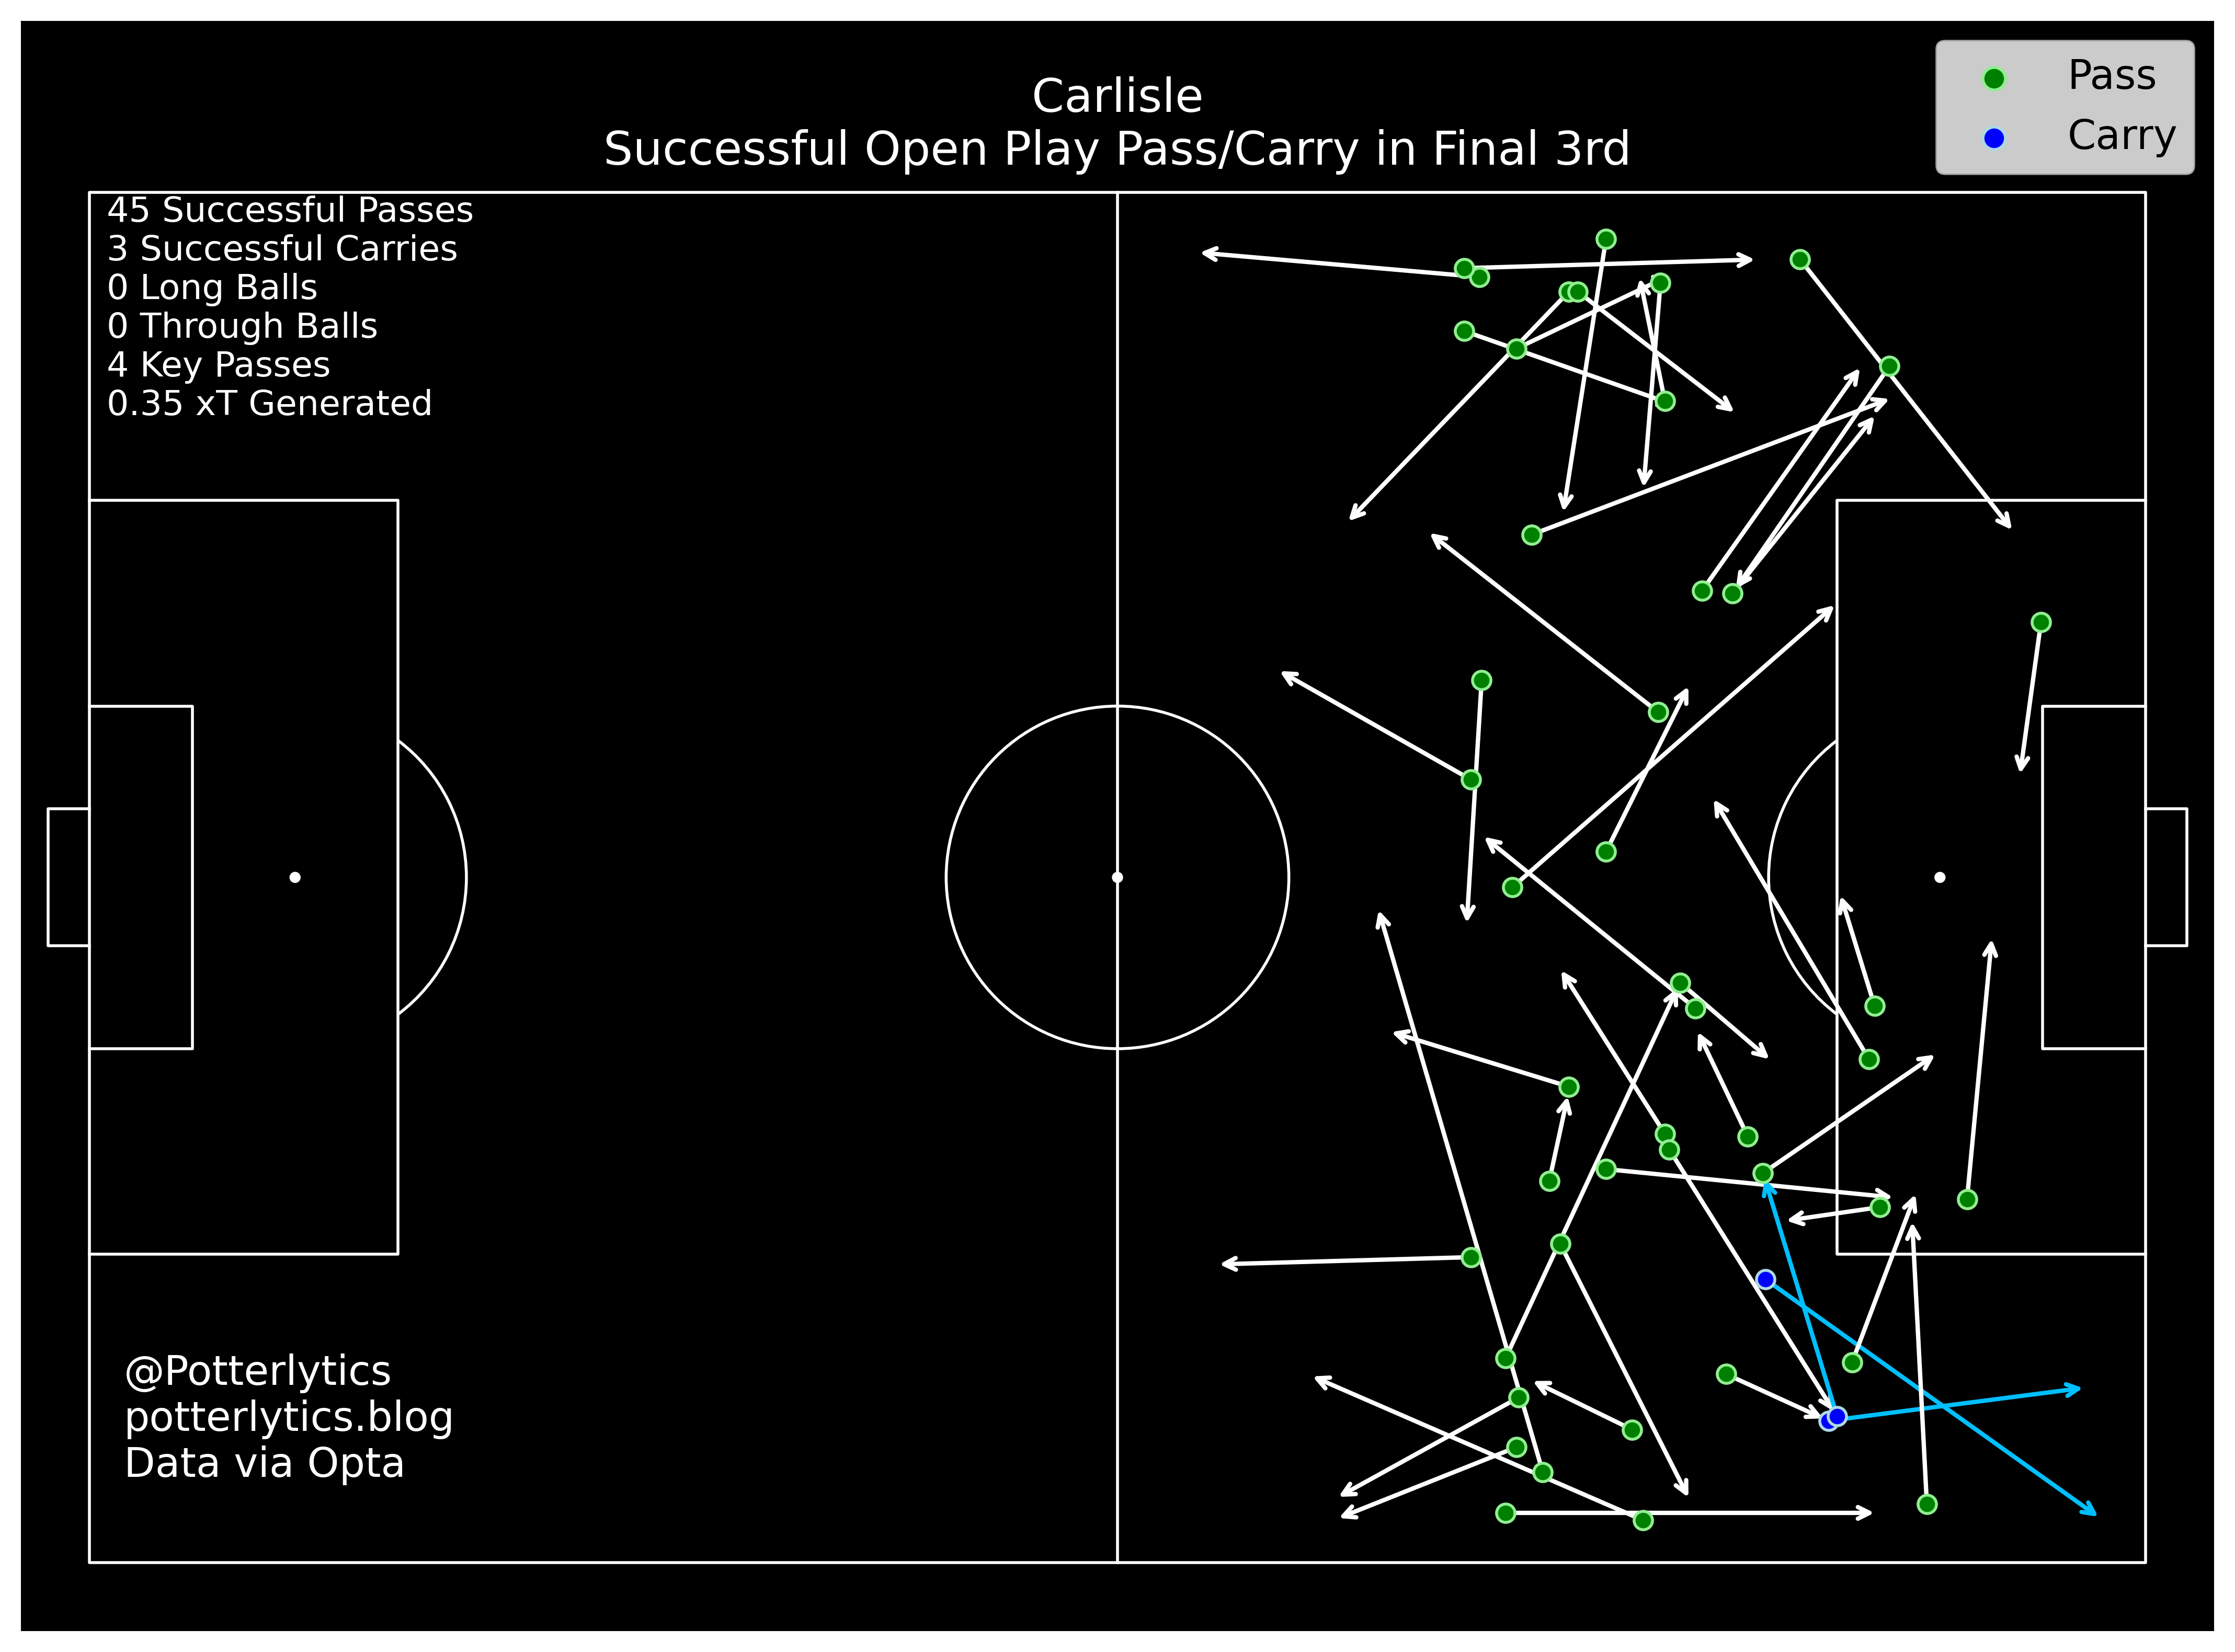 Carlisle
Successful Open Play Pass/Carry in Final 3rd
Pass
Carry
45 Successful Passes
3 Successful Carries
0 Long Balls
0 Through Balls
4 Key Passes
0.35 xT Generated
@Potterlytics
potterlytics.blog
Data via Opta